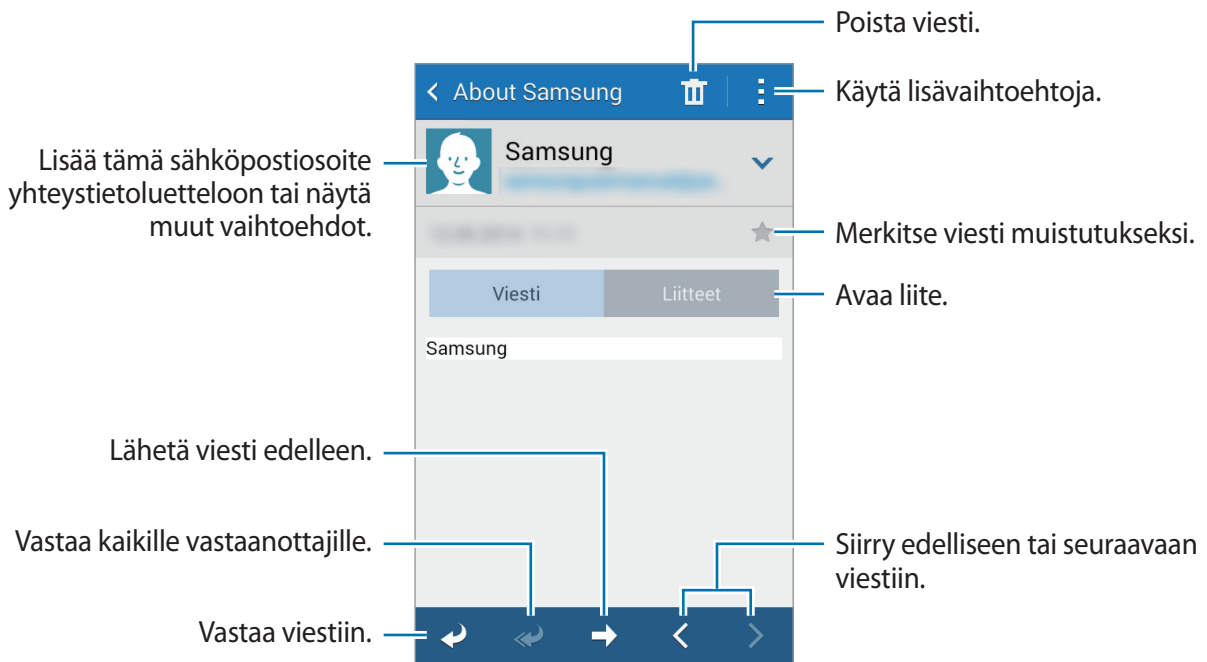 Poista viesti.
About Samsung
Käytä lisävaihtoehtoja.
Samsung
Lisää tämä sähköpostiosoite
yhteystietoluetteloon tai näytä
muut vaihtoehdot.
Merkitse viesti muistutukseksi.
Viesti
Liitteet
Avaa liite.
Samsung
Lähetä viesti edelleen.
Vastaa kaikille vastaanottajille.
Siirry edelliseen tai seuraavaan
viestiin.
Vastaa viestiin.